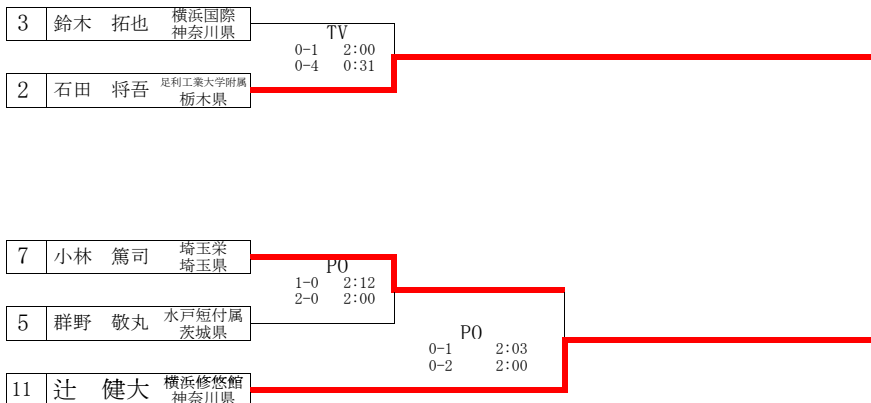 3 鈴木 拓也 横浜国際
神奈川県
TV
0-1 2:00
0-4 0:31
2 石田 将吾 足利工業大学附属
栃木県
7 小林 篤司 埼玉栄
埼玉県
PO
1-0 2:12
2-0 2:00
5 群野 敬丸 水戸短付属
茨城県
PO
0-1 2:03
0-2 2:00
11 辻 健大 横浜修悠館
神奈川県